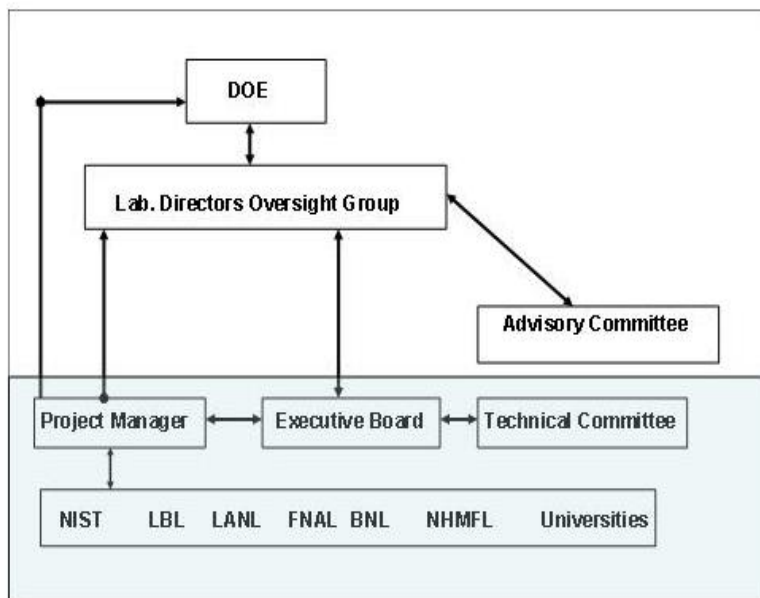 DOE
Lab. Directors Oversight Group
Advisory Committee
Project Manager Executive Board Technical Committee
NIST LBL LANL FNAL BNL NHMFL Universities